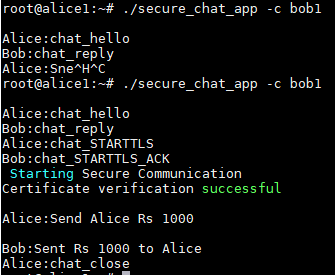 root@alice1:~# ./secure_chat_app -c bob1
Alice:chat_hello
Bob:chat_reply
Alice:Sne^H^C
root@alice1:~# ./secure_chat_app -c bob1
Alice:chat_hello
Bob:chat_reply
Alice:chat_STARTTLS
Bob:chat_STARTTLS_ACK
Starting Secure Communication
Certificate verification successful
Alice:Send Alice Rs 1000
Bob:Sent Rs 1000 to Alice
Alice:chat_close